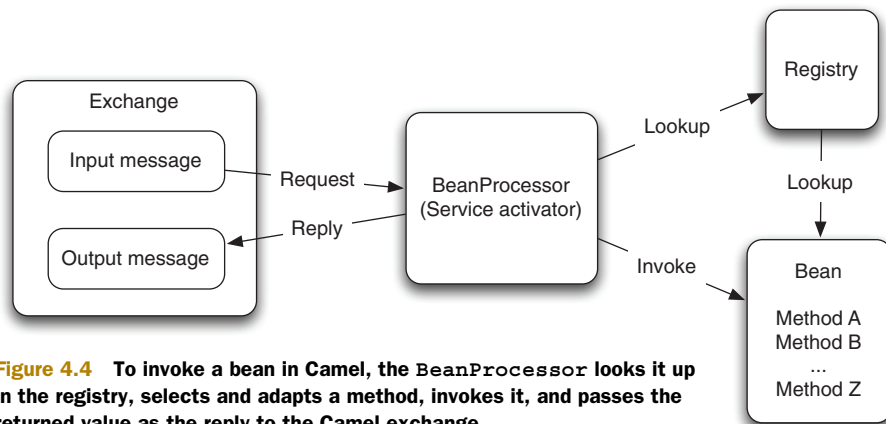 Exchange
Input message
Output message
Request
Reply
BeanProcessor
(Service activator)
Lookup
Invoke
Registry
Lookup
Bean
Method A
Method B
...
Method Z
Figure 4.4 To invoke a bean in Camel, the BeanProcessor looks it up
in the registry, selects and adapts a method, invokes it, and passes the
returned value as the reply to the Camel exchange